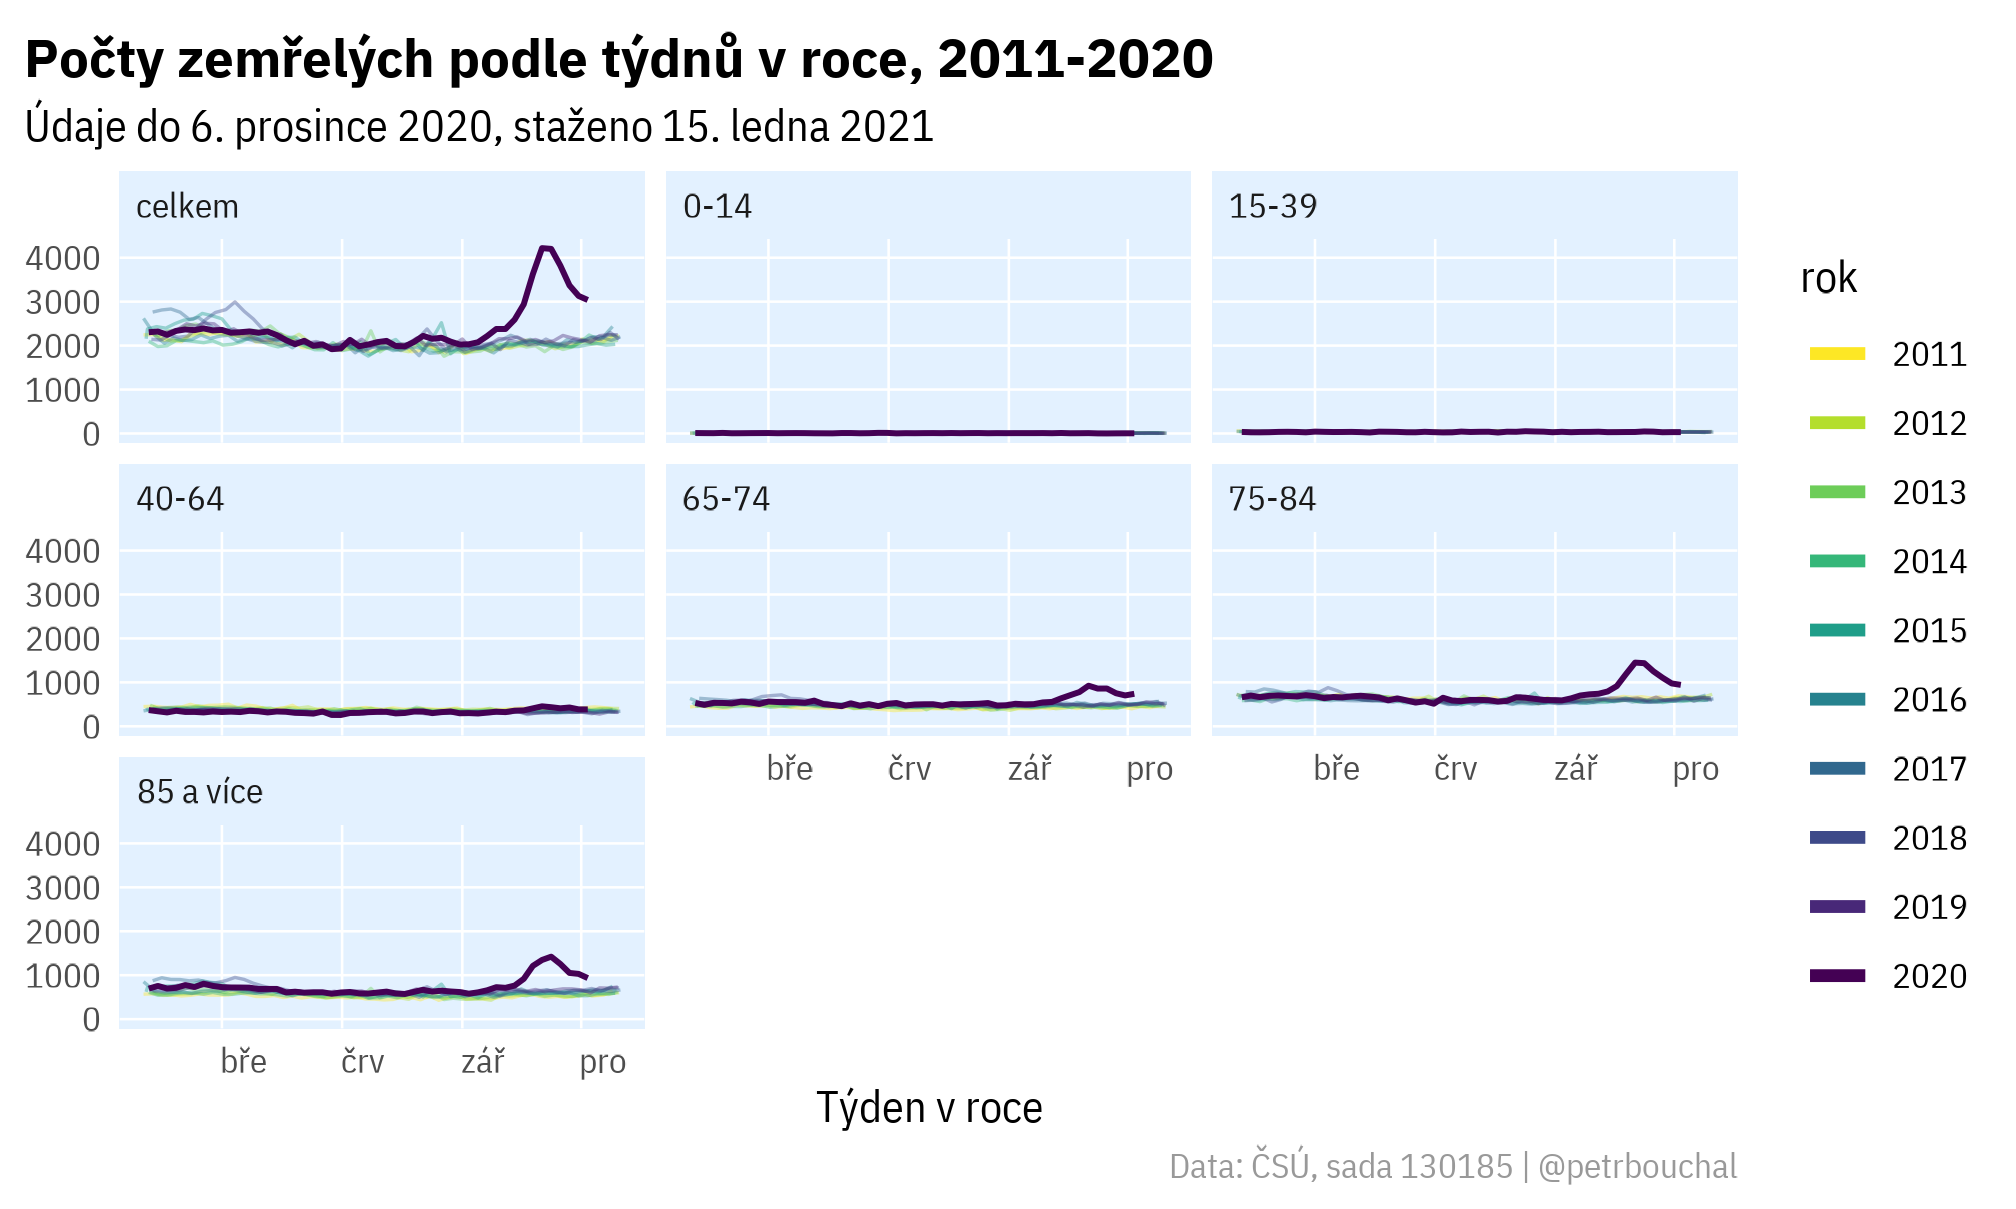 Počty zemřelých podle týdnů v roce, 2011-2020
Údaje do 6. prosince 2020, staženo 15. ledna 2021
celkem
0-14
15-39
4000
3000
2000
1000
0
40-64
65-74
75-84
4000
3000
2000
1000
0
bře
črv
zář
pro
bře
črv
zář
pro
85 a více
4000
3000
2000
1000
0
bře
črv
zář
pro
Týden v roce
rok
2011
2012
2013
2014
2015
2016
2017
2018
2019
2020
Data: ČSÚ, sada 130185 | @petrbouchal